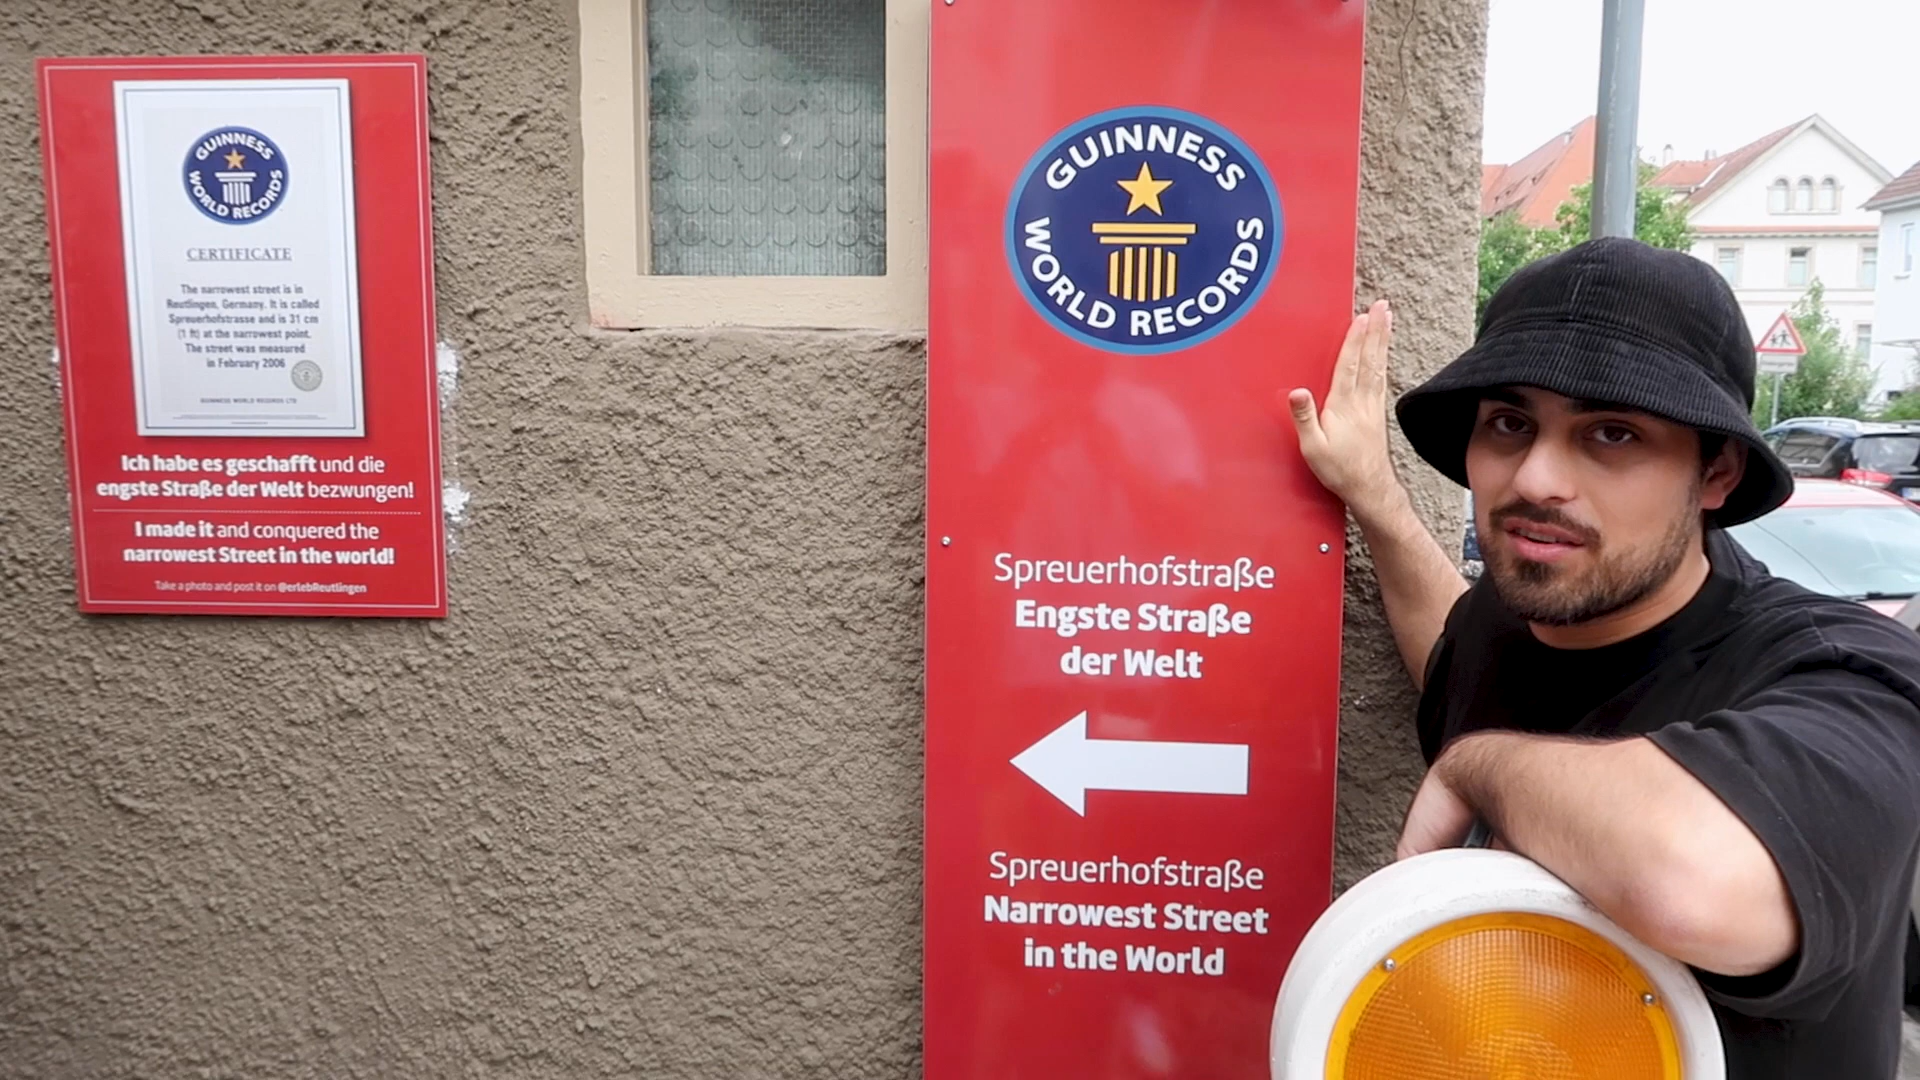 GUINNESS
WORLD RECORDS
CERTIFICATE
The narrowest street is in
Reutlingen, Germany. It is called
Spreuerhofstrasse and is 31 cm
(1 ft) at the narrowest point.
The street was measured
in February 2006
GUINNESS WORLD RECORDS LTD
Ich habe es geschafft und die
engste Straße der Welt bezwungen!
I made it and conquered the
narrowest Street in the world!
Take a photo and post it on @erlebReutlingen
GUINNESS
WORLD RECORDS
Spreuerhofstraße
Engste Straße
der Welt
Spreuerhofstraße
Narrowest Street
in the World